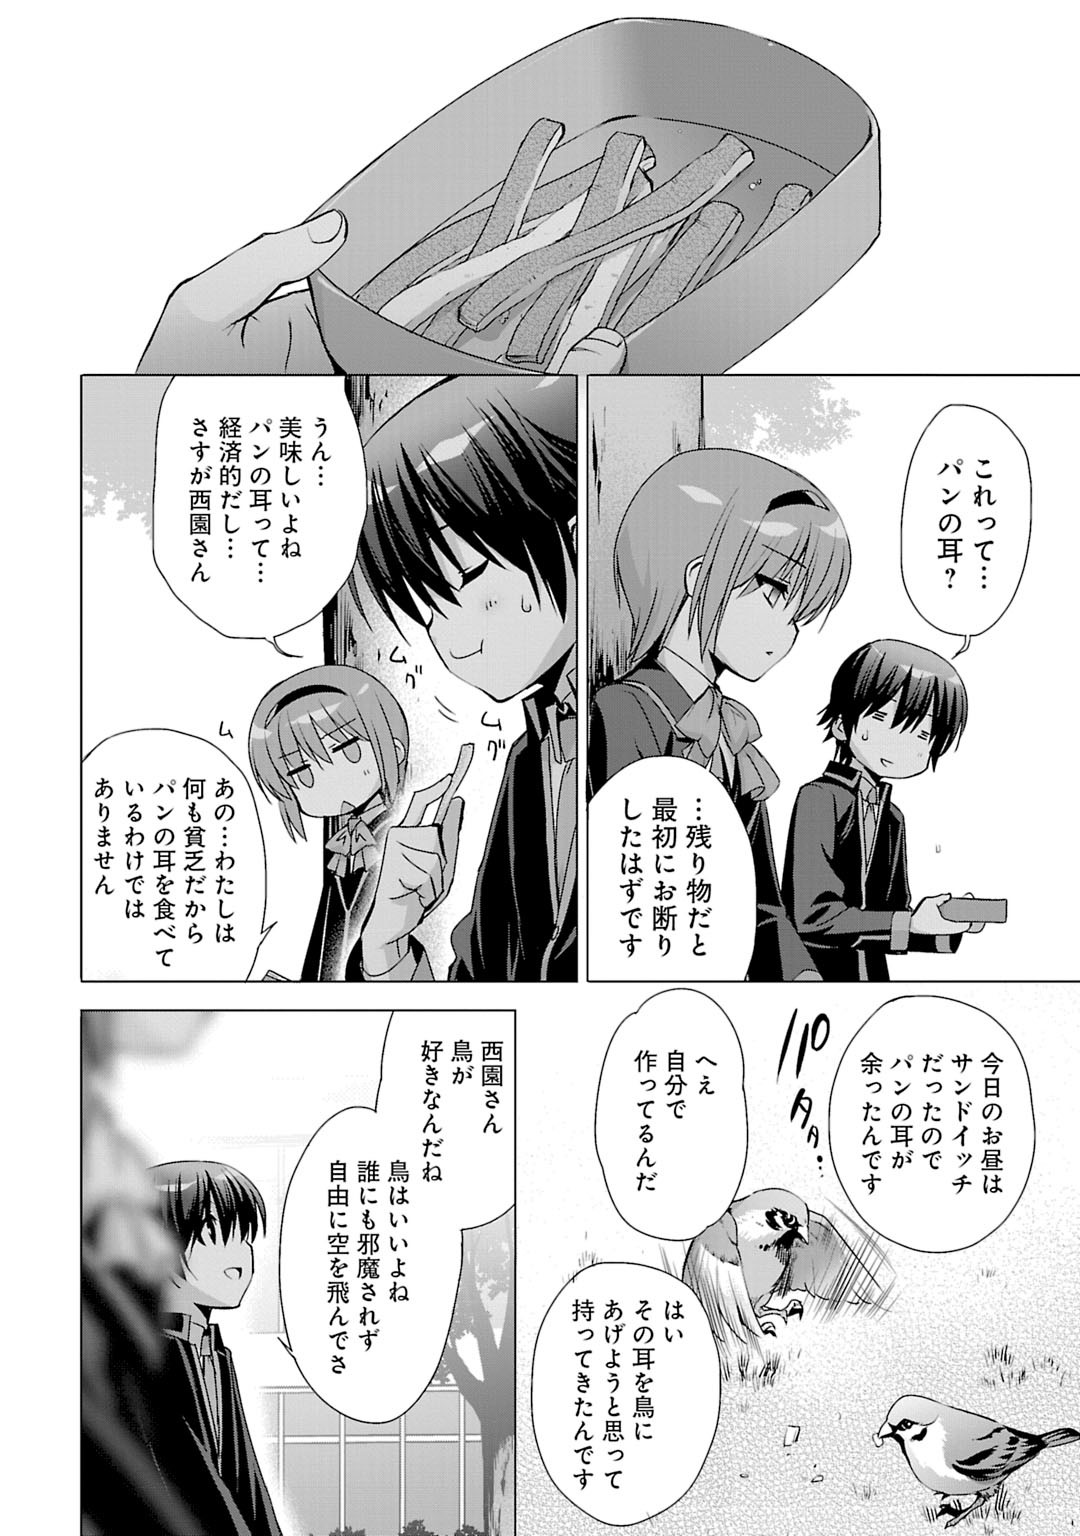 これって…
パンの耳？
…残り物だと
最初にお断り
したはずです
うん…
美味しいよね
パンの耳って…
経済的だし…
さすが西園さん
ムグ
ムグ
ム
あの…わたしは
何も貧乏だから
パンの耳を食べて
いるわけでは
ありません
今日のお昼は
サンドイッチ
だったので
パンの耳が
余ったんです
パタタ…
へえ
自分で
作ってるんだ
はい
その耳を鳥に
あげようと思って
持ってきたんです
西園さん
鳥が
好きなんだね
鳥はいいよね
誰にも邪魔されず
自由に空を飛んでさ